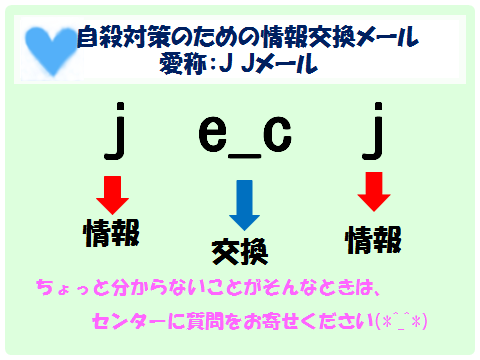 自殺対策のための情報交換メール
愛称:J Jメール
j e_c j
情報 交換 情報
ちょっと分からないことがそんなときは、
センターに質問をお寄せください(*^_^*)